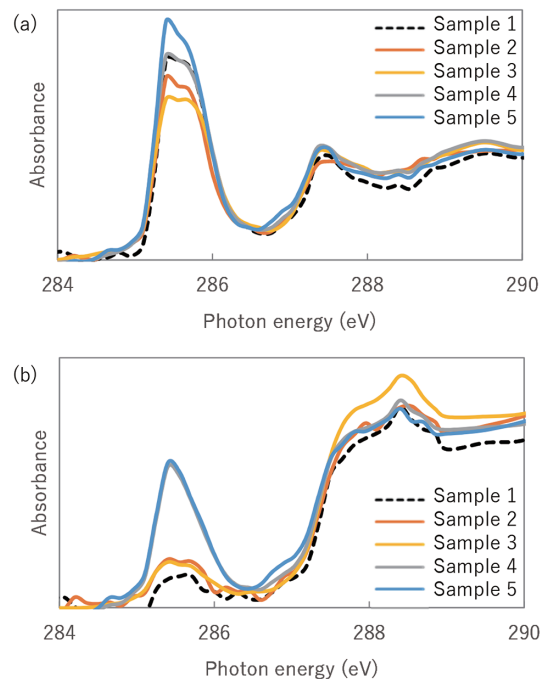 (a)
Absorbance
Sample 1
Sample 2
Sample 3
Sample 4
Sample 5
284 286 288 290
Photon energy (eV)
(b)
Absorbance
Sample 1
Sample 2
Sample 3
Sample 4
Sample 5
284 286 288 290
Photon energy (eV)